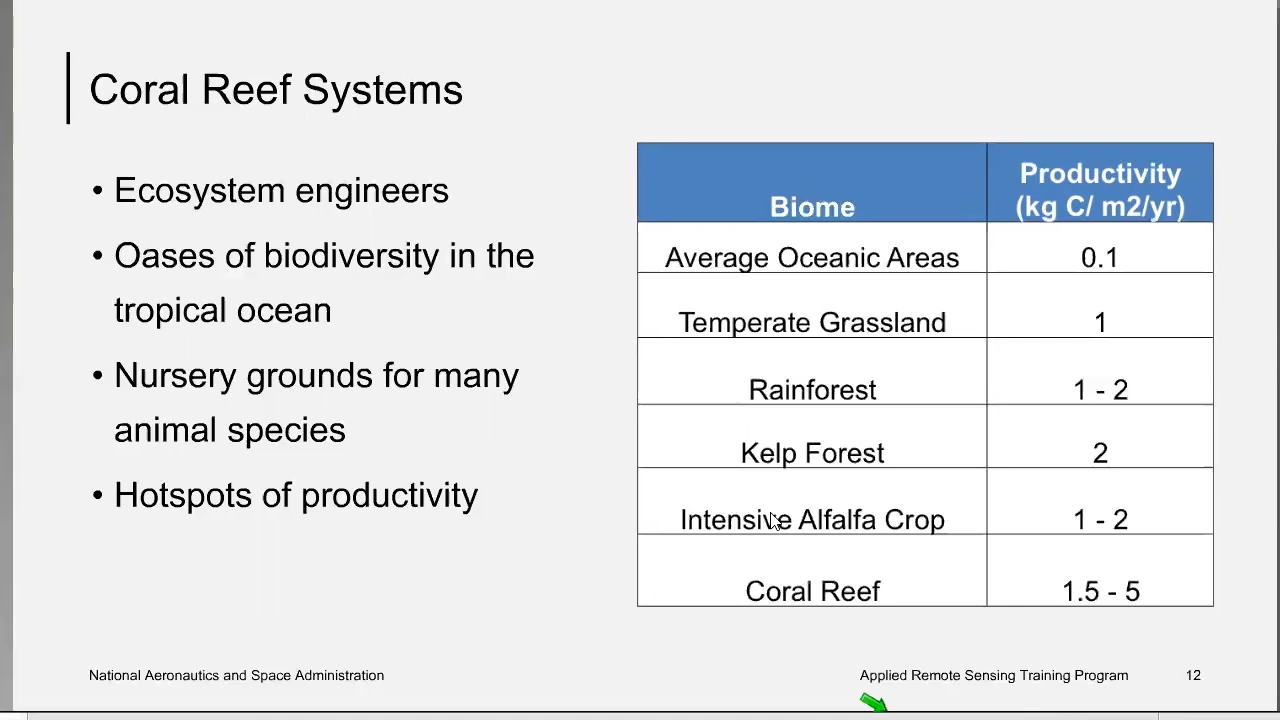 Coral Reef Systems
• Ecosystem engineers
• Oases of biodiversity in the
tropical ocean
• Nursery grounds for many
animal species
• Hotspots of productivity
Biome Productivity
(kg C/ m2/yr)
Average Oceanic Areas 0.1
Temperate Grassland 1
Rainforest 1 - 2
Kelp Forest 2
Intensive Alfalfa Crop 1 - 2
Coral Reef 1.5 - 5
National Aeronautics and Space Administration Applied Remote Sensing Training Program 12